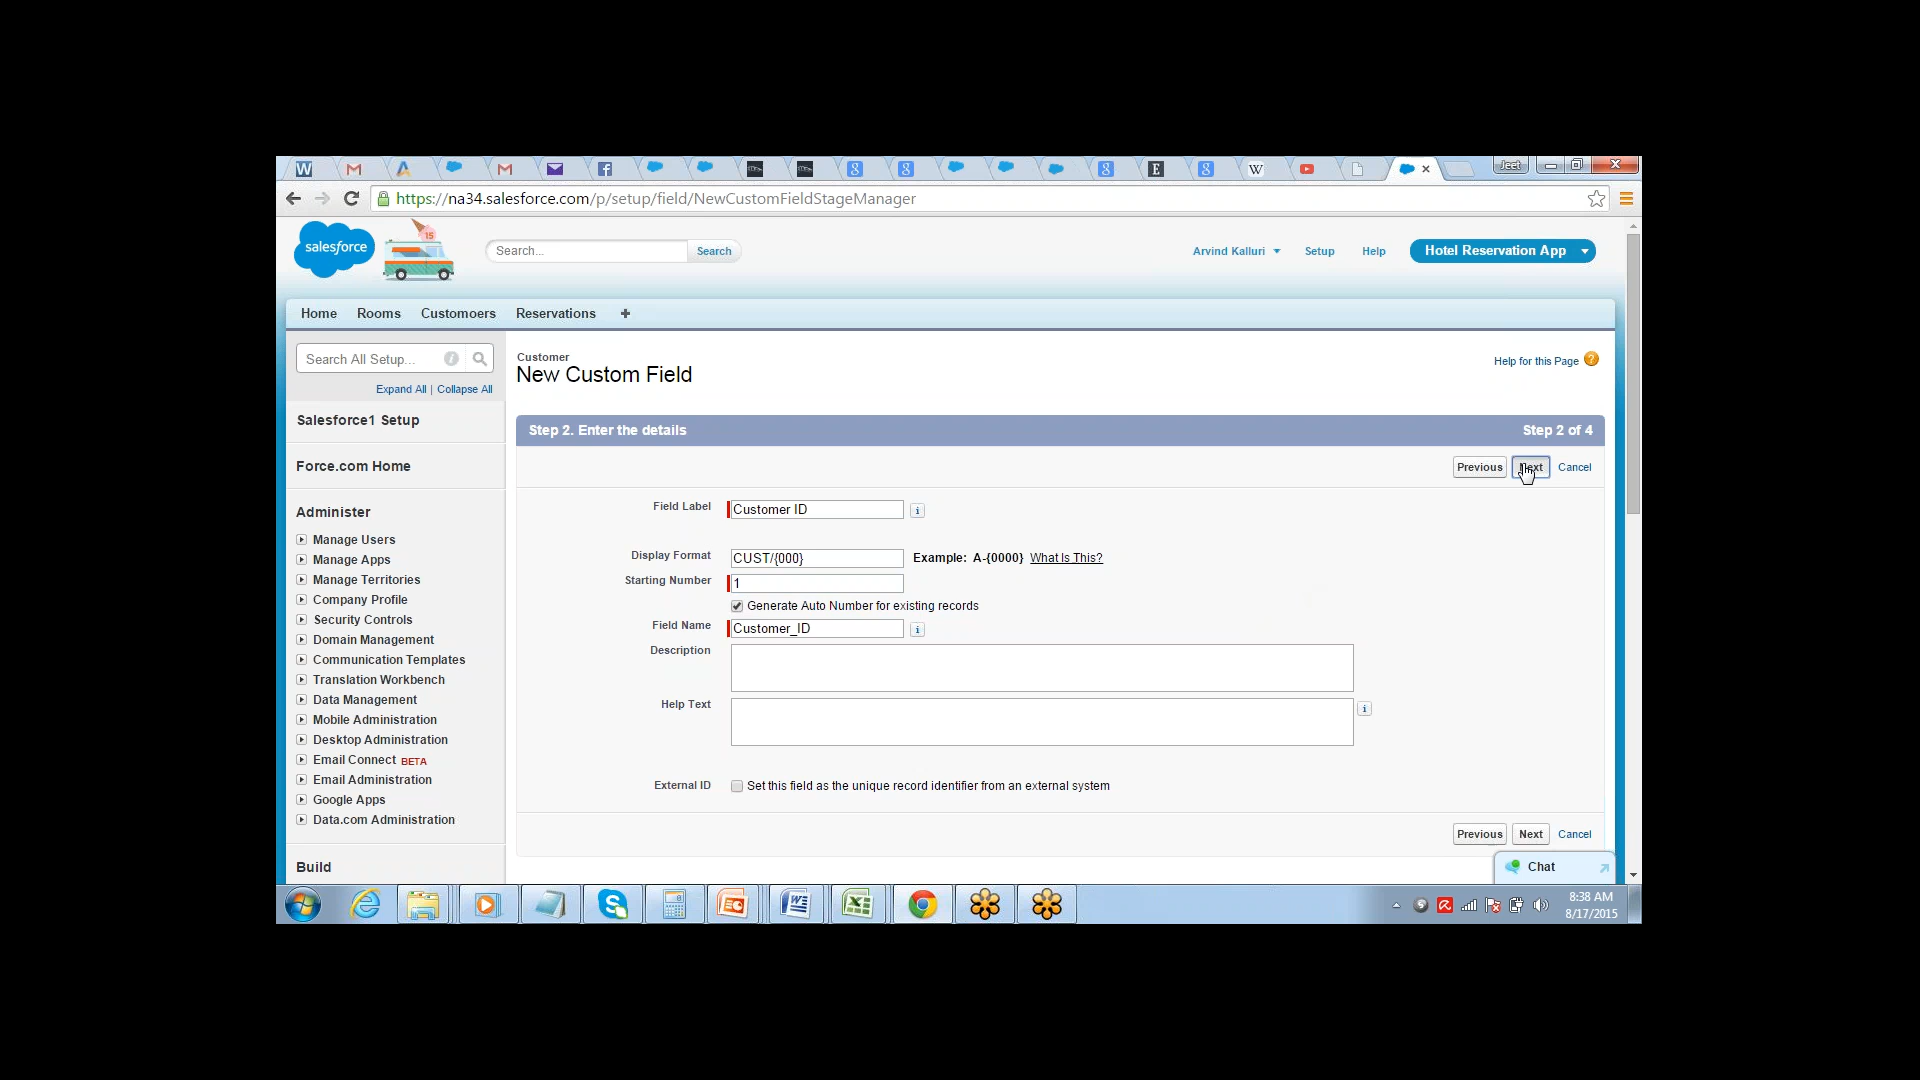 Jeet
https://na34.salesforce.com/p/setup/field/NewCustomFieldStageManager
salesforce
15
Search...
Search
Arvind Kalluri
Setup
Help
Hotel Reservation App
Home
Rooms
Customoers
Reservations
Search All Setup...
Expand All | Collapse All
Salesforce1 Setup
Force.com Home
Administer
Manage Users
Manage Apps
Manage Territories
Company Profile
Security Controls
Domain Management
Communication Templates
Translation Workbench
Data Management
Mobile Administration
Desktop Administration
Email Connect BETA
Email Administration
Google Apps
Data.com Administration
Build
Customer
New Custom Field
Help for this Page
Step 2. Enter the details
Step 2 of 4
Previous
Next
Cancel
Field Label
Customer ID
Display Format
CUST/{000}
Example: A-{0000} What Is This?
Starting Number
1
Generate Auto Number for existing records
Field Name
Customer_ID
Description
Help Text
External ID
Set this field as the unique record identifier from an external system
Previous
Next
Cancel
Chat
8:38 AM
8/17/2015